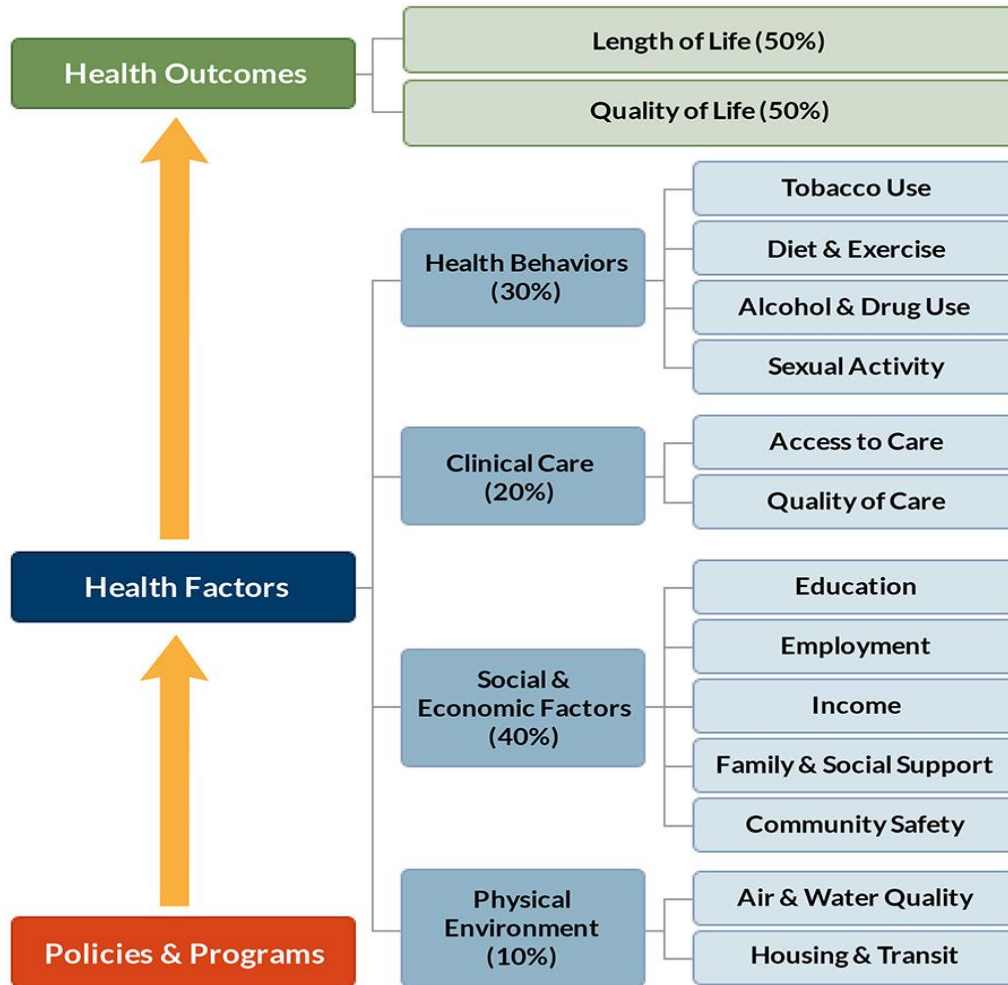 Health Outcomes
Length of Life (50%)
Quality of Life (50%)
Health Factors
Health Behaviors
(30%)
Tobacco Use
Diet & Exercise
Alcohol & Drug Use
Sexual Activity
Clinical Care
(20%)
Access to Care
Quality of Care
Social &
Economic Factors
(40%)
Education
Employment
Income
Family & Social Support
Community Safety
Physical
Environment
(10%)
Air & Water Quality
Housing & Transit
Policies & Programs